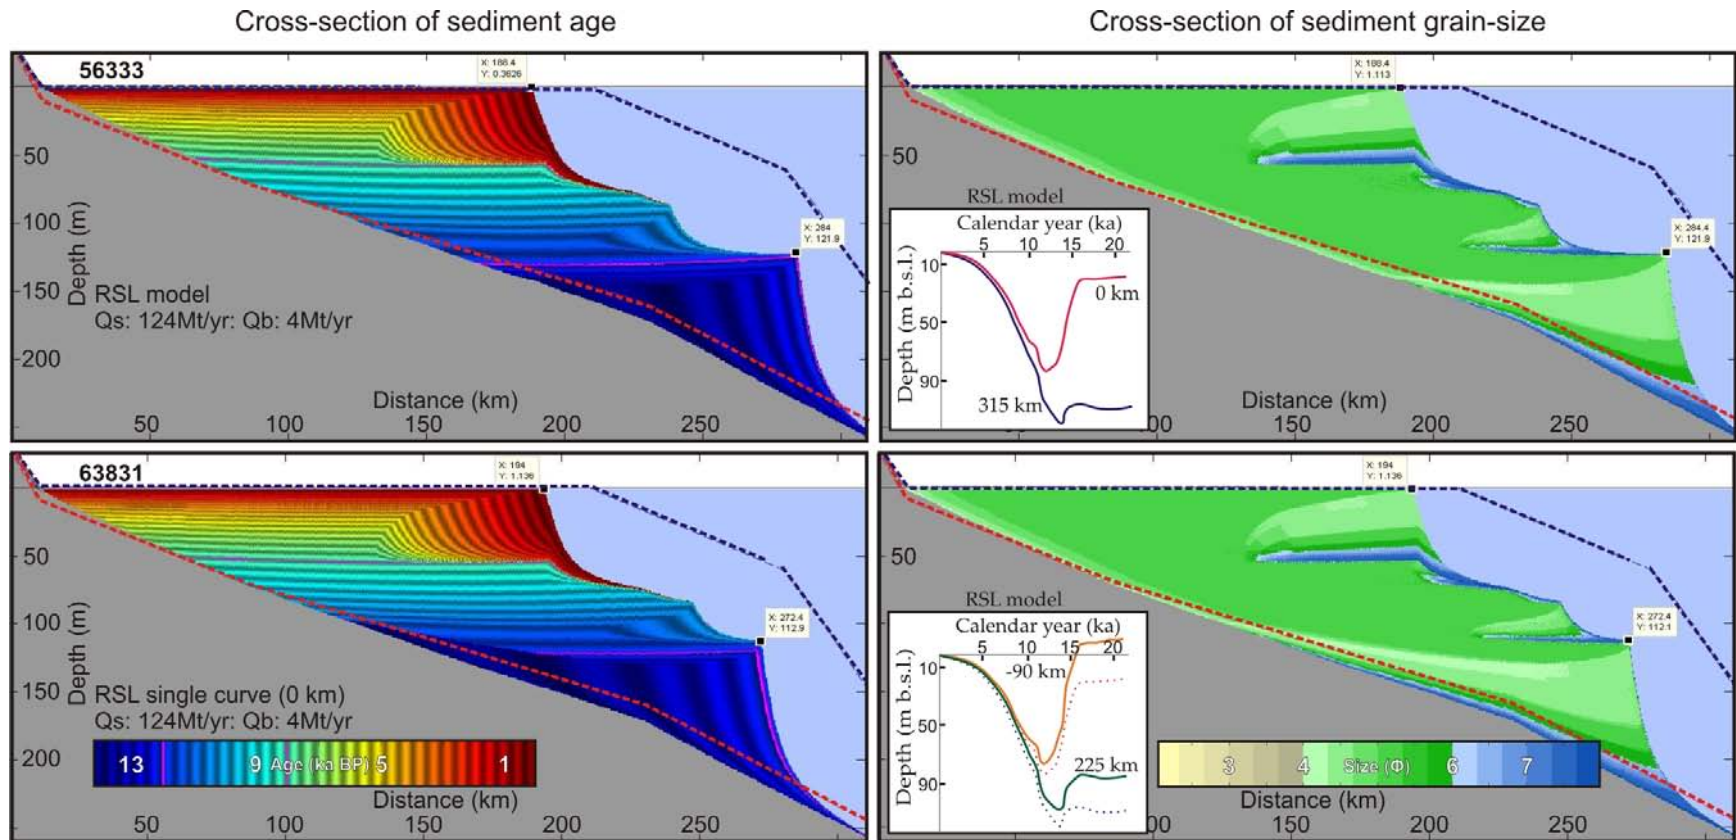 Cross-section of sediment age
Cross-section of sediment grain-size
56333
X: 188.4
Y: 0.3626
50
100
150
200
Depth (m)
X: 284
Y: 121.9
RSL model
Qs: 124Mt/yr: Qb: 4Mt/yr
Distance (km)
50
100
150
200
250
X: 188.4
Y: 1.113
50
X: 284.4
Y: 121.9
RSL model
Calendar year (ka)
5
10
15
20
10
50
90
Depth (m b.s.l.)
0 km
315 km
Distance (km)
100
150
200
250
63831
X: 194
Y: 1.136
50
100
150
200
Depth (m)
X: 272.4
Y: 112.9
RSL single curve (0 km)
Qs: 124Mt/yr: Qb: 4Mt/yr
13
9
Age (ka BP)
5
1
Distance (km)
50
100
150
200
250
X: 194
Y: 1.136
50
X: 272.4
Y: 112.1
RSL model
Calendar year (ka)
5
10
15
20
10
50
90
Depth (m b.s.l.)
-90 km
225 km
3
4
Size (Φ)
6
7
Distance (km)
100
150
200
250